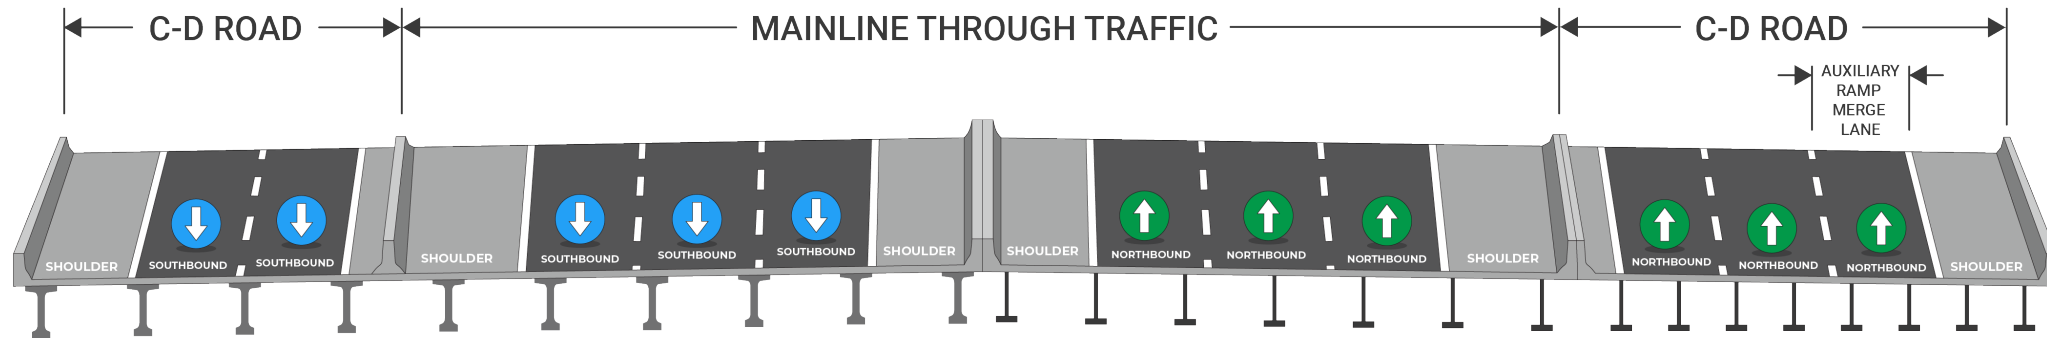 C-D ROAD
MAINLINE THROUGH TRAFFIC
C-D ROAD
AUXILIARY
RAMP
MERGE
LANE
SHOULDER
SOUTHBOUND
SOUTHBOUND
SHOULDER
SOUTHBOUND
SOUTHBOUND
SOUTHBOUND
SHOULDER
SHOULDER
NORTHBOUND
NORTHBOUND
NORTHBOUND
SHOULDER
NORTHBOUND
NORTHBOUND
NORTHBOUND
SHOULDER